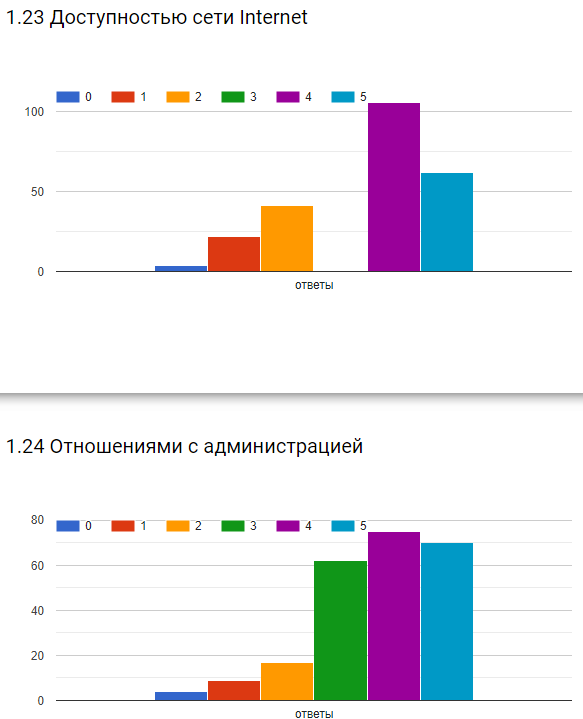 1.23 Доступностью сети Internet
0 1 2 3 4 5
100
50
0
ответы
1.24 Отношениями с администрацией
80 0 1 2 3 4 5
60
40
20
0
ответы